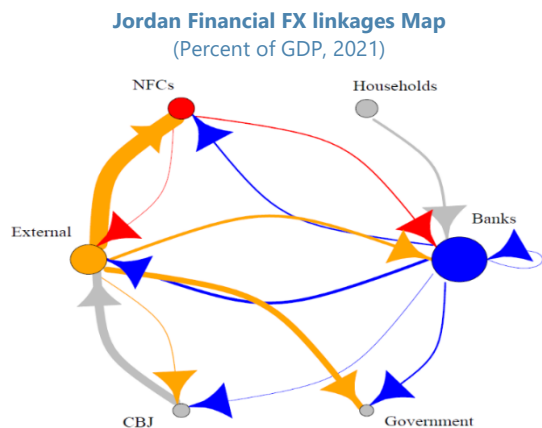 Jordan Financial FX linkages Map
(Percent of GDP, 2021)
NFCs
Households
External
Banks
CBJ
Government